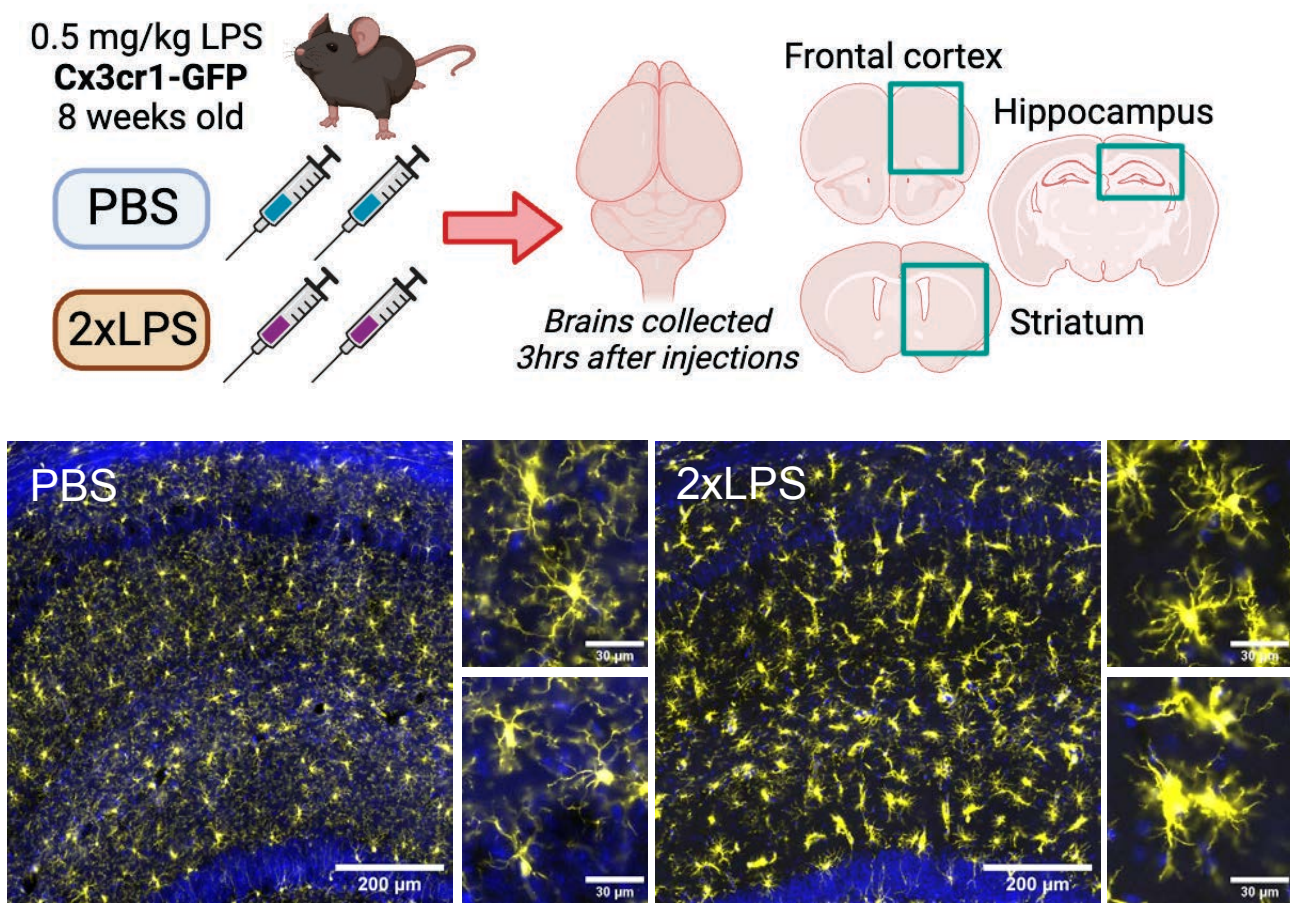 0.5 mg/kg LPS
Cx3cr1-GFP
8 weeks old
PBS
2xLPS
Brains collected
3hrs after injections
Frontal cortex
Hippocampus
Striatum
PBS
200 µm
30 µm
30 µm
2xLPS
200 µm
30 µm
30 µm